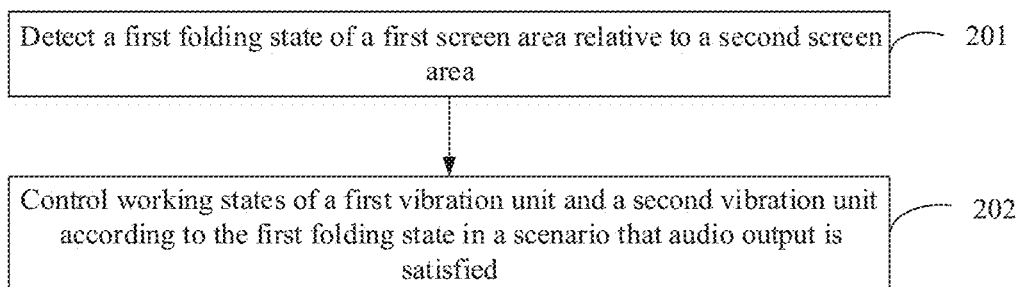 Detect a first folding state of a first screen area relative to a second screen
area
201
Control working states of a first vibration unit and a second vibration unit
according to the first folding state in a scenario that audio output is
satisfied
202